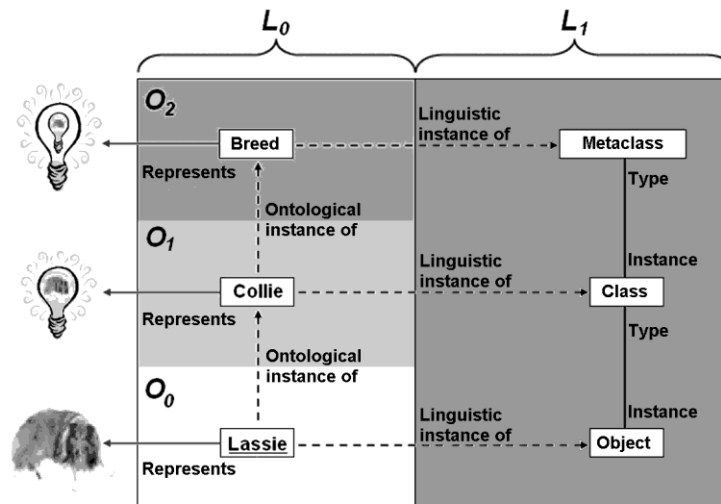 L0
L1
O2
Breed
Linguistic
instance of
Metaclass
Represents
Type
Ontological
instance of
O1
Instance
Collie
Linguistic
instance of
Class
Represents
Type
Ontological
instance of
O0
Instance
Lassie
Linguistic
instance of
Object
Represents